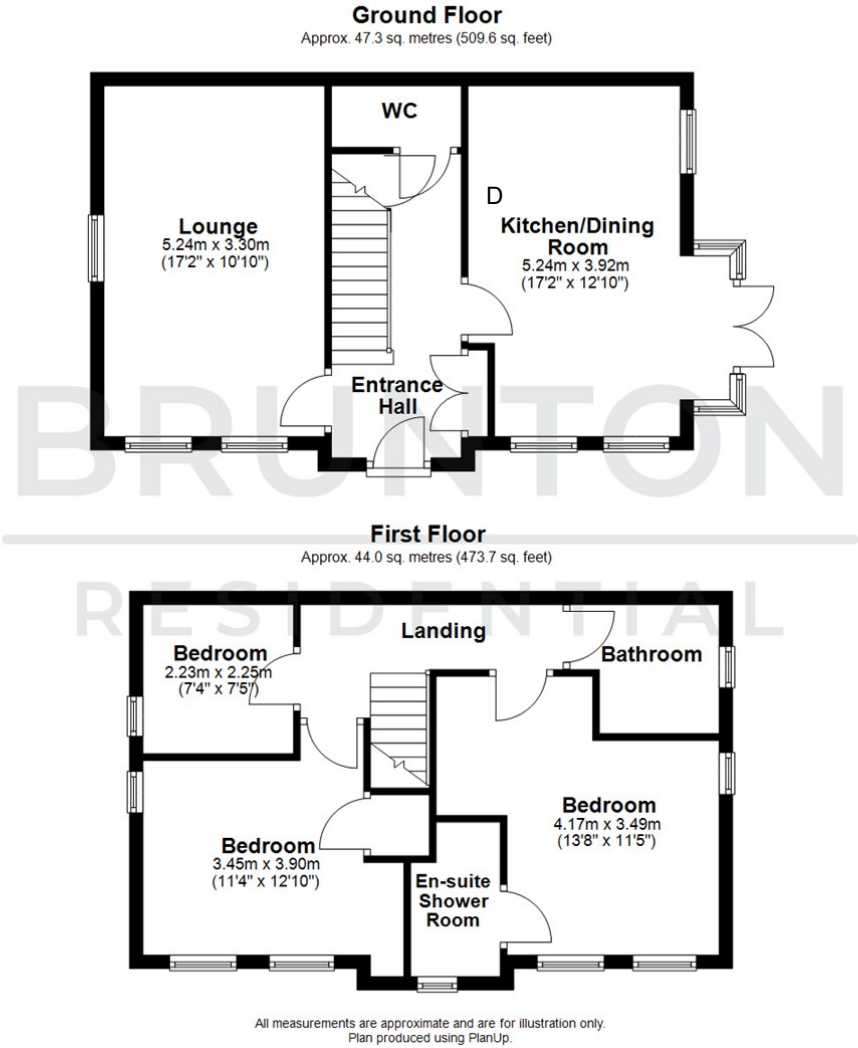 Ground Floor
Approx. 47.3 sq. metres (509.6 sq. feet)
WC
D
Lounge
5.24m x 3.30m
(17'2" x 10'10")
Kitchen/Dining
Room
5.24m x 3.92m
(17'2" x 12'10")
Entrance
Hall
BRUNTON
First Floor
Approx. 44.0 sq. metres (473.7 sq. feet)
RESIDENTIAL
Landing
Bedroom
2.23m x 2.25m
(7'4" x 7'5")
Bathroom
Bedroom
4.17m x 3.49m
(13'8" x 11'5")
Bedroom
3.45m x 3.90m
(11'4" x 12'10")
En-suite
Shower
Room
All measurements are approximate and are for illustration only.
Plan produced using PlanUp.